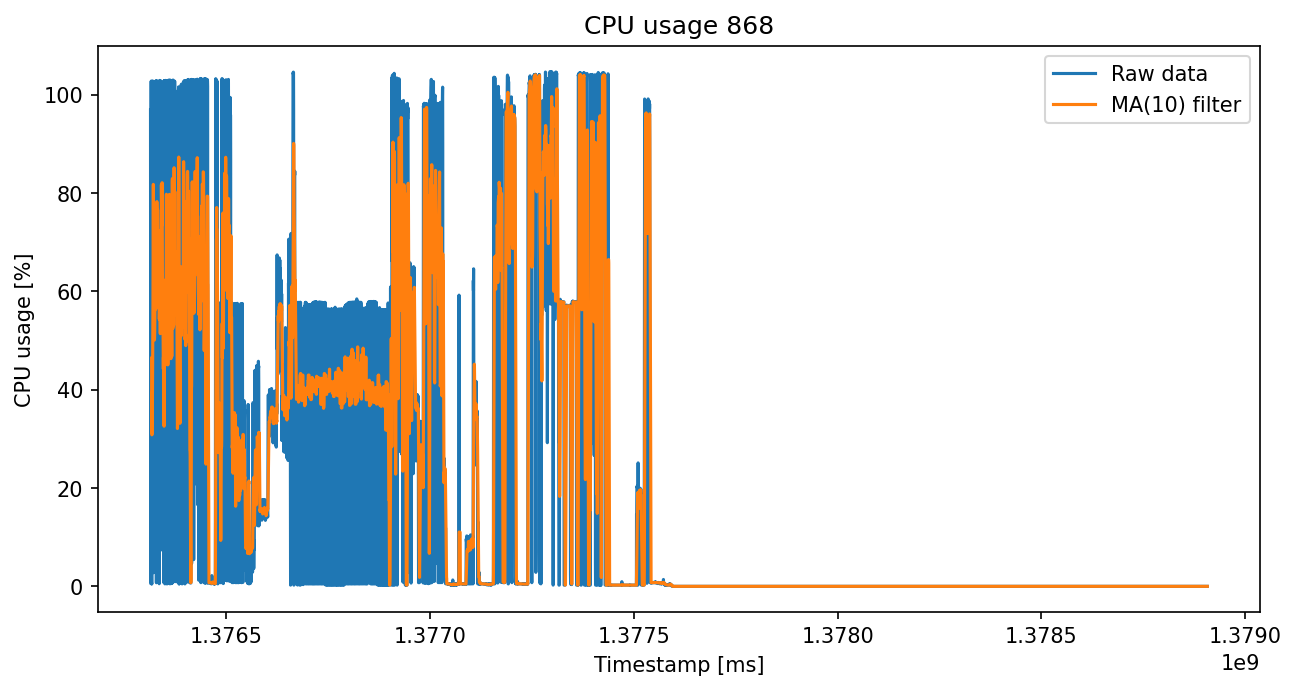 CPU usage 868
Raw data
MA(10) filter
CPU usage [%]
100
80
60
40
20
0
1.3765 1.3770 1.3775 1.3780 1.3785 1.3790
1e9
Timestamp [ms]